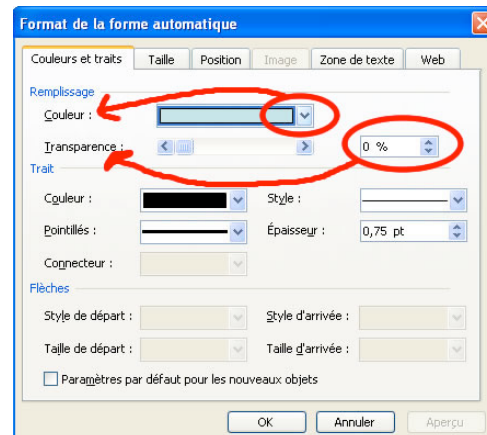 Format de la forme automatique
Couleurs et traits Taille Position Image Zone de texte Web
Remplissage
Couleur :
Transparence : 0 %
Trait
Couleur : Style :
Pointillés : Épaisseur : 0,75 pt
Connecteur :
Flèches
Style de départ : Style d'arrivée :
Taille de départ : Taille d'arrivée :
Paramètres par défaut pour les nouveaux objets
OK Annuler Aperçu